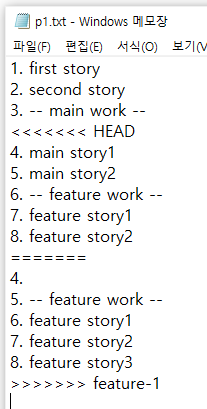 p1.txt - Windows 메모장
파일(F) 편집(E) 서식(O) 보기(V
1. first story
2. second story
3. -- main work --
<<<<<<< HEAD
4. main story1
5. main story2
6. -- feature work --
7. feature story1
8. feature story2
=======
4.
5. -- feature work --
6. feature story1
7. feature story2
8. feature story3
>>>>>>> feature-1